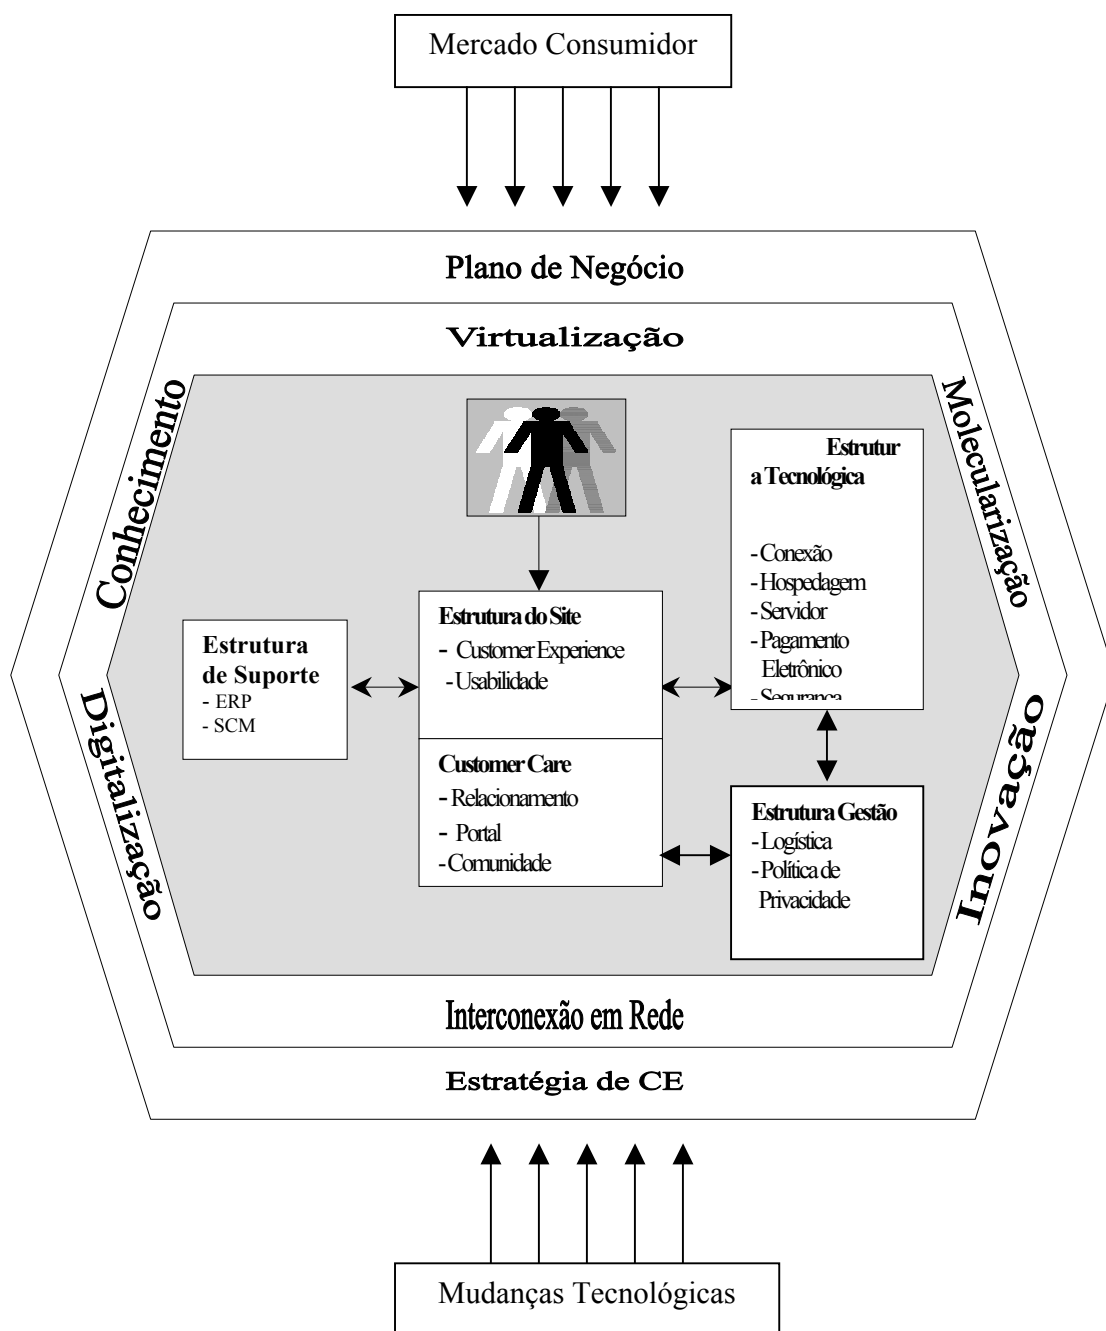 Mercado Consumidor
Plano de Negócio
Virtualização
Conhecimento
Molecularização
Estrutur
a Tecnológica
- Conexão
- Hospedagem
- Servidor
- Pagamento
Eletrônico
- Segurança
Estrutura do Site
- Customer Experience
- Usabilidade
Estrutura
de Suporte
- ERP
- SCM
Customer Care
- Relacionamento
- Portal
- Comunidade
Estrutura Gestão
- Logística
- Política de
Privacidade
Digitalização
Inovação
Interconexão em Rede
Estratégia de CE
Mudanças Tecnológicas